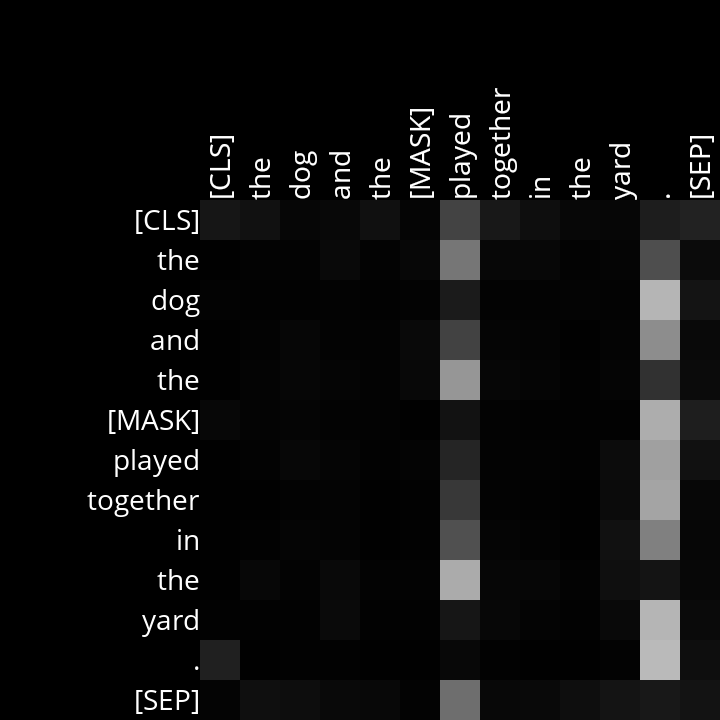 [CLS] the dog and the [MASK] played together in the yard . [SEP]
[CLS]
the
dog
and
the
[MASK]
played
together
in
the
yard
.
[SEP]